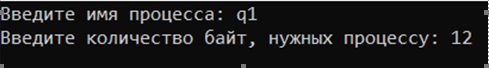 Введите имя процесса: q1
Введите количество байт, нужных процессу: 12